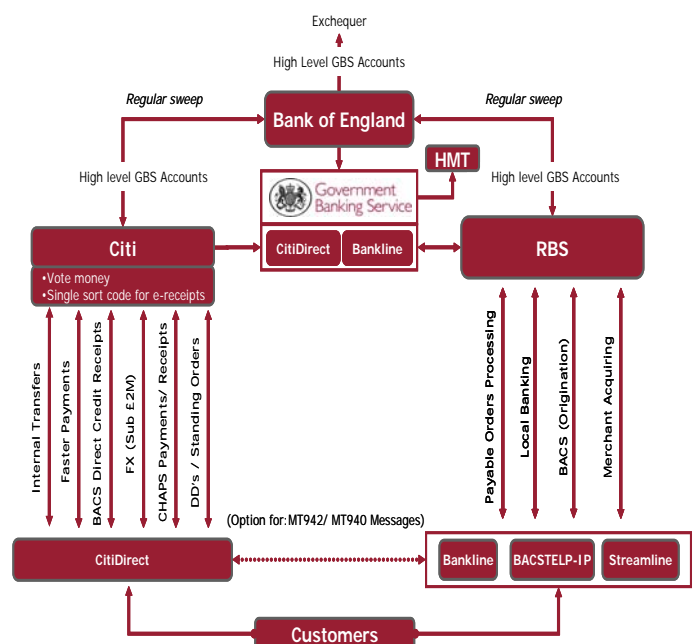 Exchequer
High Level GBS Accounts
Regular sweep
Regular sweep
Bank of England
HMT
High level GBS Accounts
High level GBS Accounts
Government
Banking Service
Citi
CitiDirect
Bankline
RBS
•Vote money
•Single sort code for e-receipts
Internal Transfers
Faster Payments
BACS Direct Credit Receipts
FX (Sub £2M)
CHAPS Payments/ Receipts
DD's / Standing Orders
Payable Orders Processing
Local Banking
BACS (Origination)
Merchant Acquiring
(Option for:MT942/ MT940 Messages)
CitiDirect
Bankline
BACSTELP-IP
Streamline
Customers